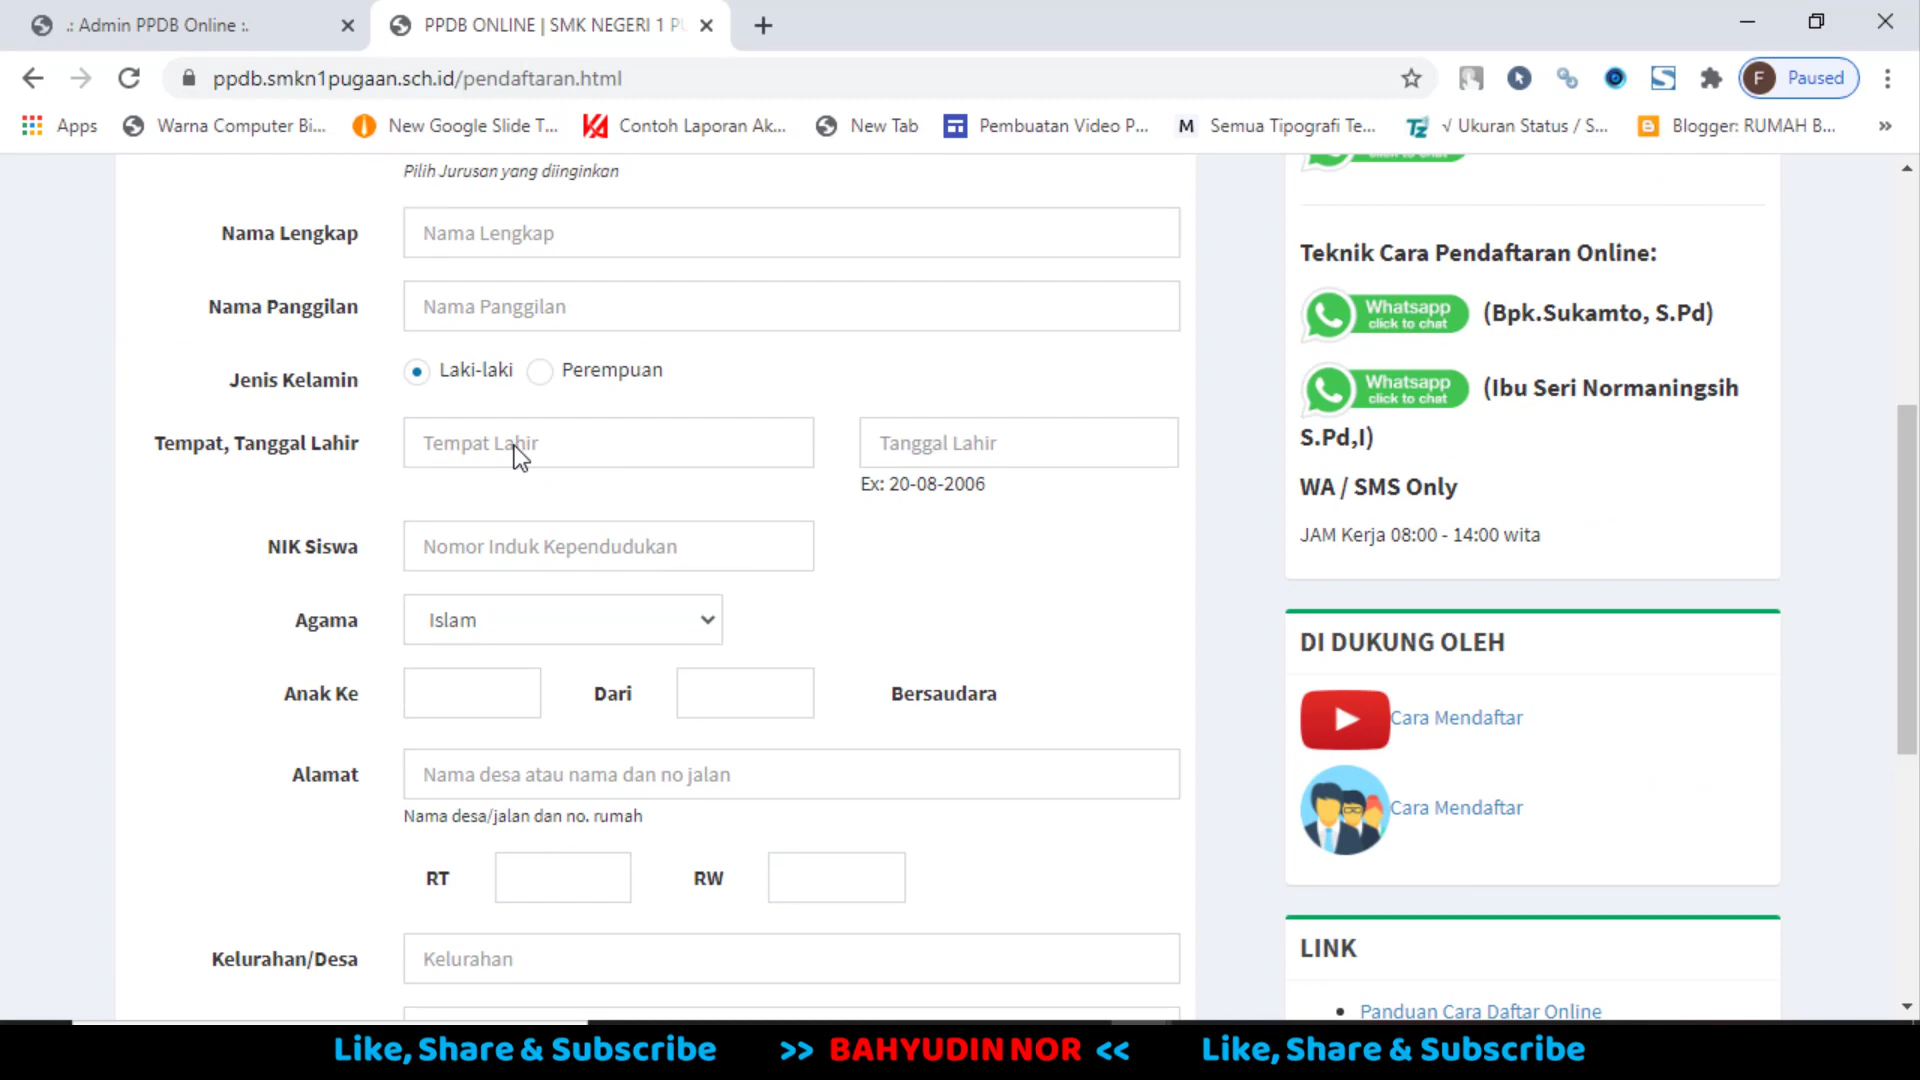 .: Admin PPDB Online :.
PPDB ONLINE | SMK NEGERI 1 PU
ppdb.smkn1pugaan.sch.id/pendaftaran.html
F Paused
Apps
Warna Computer Bi...
New Google Slide T...
Contoh Laporan Ak...
New Tab
Pembuatan Video P...
M Semua Tipografi Te...
√ Ukuran Status / S...
Blogger: RUMAH B...
»
Pilih Jurusan yang diinginkan
Nama Lengkap
Nama Lengkap
Nama Panggilan
Nama Panggilan
Jenis Kelamin
Laki-laki
Perempuan
Tempat, Tanggal Lahir
Tempat Lahir
Tanggal Lahir
Ex: 20-08-2006
NIK Siswa
Nomor Induk Kependudukan
Agama
Islam
Anak Ke
Dari
Bersaudara
Alamat
Nama desa atau nama dan no jalan
Nama desa/jalan dan no. rumah
RT
RW
Kelurahan/Desa
Kelurahan
Teknik Cara Pendaftaran Online:
Whatsapp
click to chat
(Bpk.Sukamto, S.Pd)
Whatsapp
click to chat
(Ibu Seri Normaningsih
S.Pd,I)
WA / SMS Only
JAM Kerja 08:00 - 14:00 wita
DI DUKUNG OLEH
Cara Mendaftar
Cara Mendaftar
LINK
Panduan Cara Daftar Online
Like, Share & Subscribe >> BAHYUDIN NOR << Like, Share & Subscribe